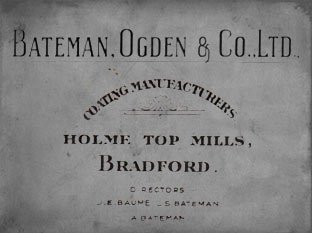 BATEMAN, OGDEN & CO., LTD.,
COATING MANUFACTURERS
HOLME TOP MILLS,
BRADFORD.
DIRECTORS
J.E. BAUME J.S. BATEMAN
A BATEMAN